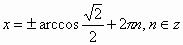 x = ± arccos √2/2 + 2πn, n ∈ z